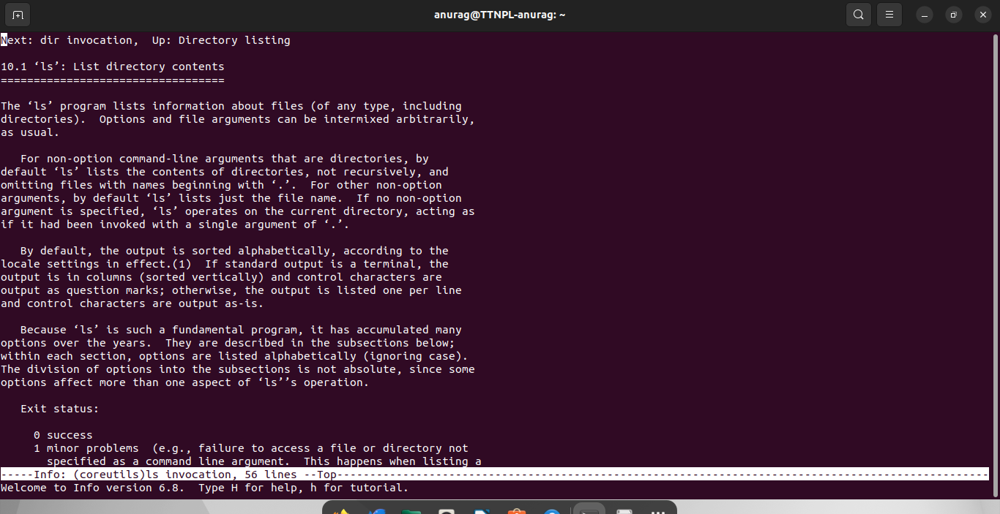 anurag@TTNPL-anurag: ~
Next: dir invocation,  Up: Directory listing
10.1 ‘ls’: List directory contents
==================================
The ‘ls’ program lists information about files (of any type, including
directories).  Options and file arguments can be intermixed arbitrarily,
as usual.
   For non-option command-line arguments that are directories, by
default ‘ls’ lists the contents of directories, not recursively, and
omitting files with names beginning with ‘.’.  For other non-option
arguments, by default ‘ls’ lists just the file name.  If no non-option
argument is specified, ‘ls’ operates on the current directory, acting as
if it had been invoked with a single argument of ‘.’.
   By default, the output is sorted alphabetically, according to the
locale settings in effect.(1)  If standard output is a terminal, the
output is in columns (sorted vertically) and control characters are
output as question marks; otherwise, the output is listed one per line
and control characters are output as-is.
   Because ‘ls’ is such a fundamental program, it has accumulated many
options over the years.  They are described in the subsections below;
within each section, options are listed alphabetically (ignoring case).
The division of options into the subsections is not absolute, since some
options affect more than one aspect of ‘ls’’s operation.
   Exit status:
     0 success
     1 minor problems  (e.g., failure to access a file or directory not
       specified as a command line argument.  This happens when listing a
-----Info: (coreutils)ls invocation, 56 lines --Top---------------------------------------------------------------------------------------------------
Welcome to Info version 6.8.  Type H for help, h for tutorial.